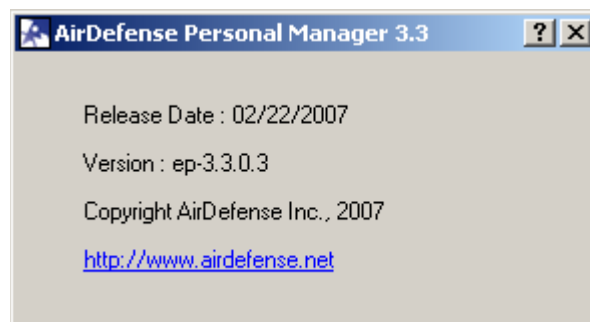 AirDefense Personal Manager 3.3
Release Date : 02/22/2007
Version : ep-3.3.0.3
Copyright AirDefense Inc., 2007
http://www.airdefense.net